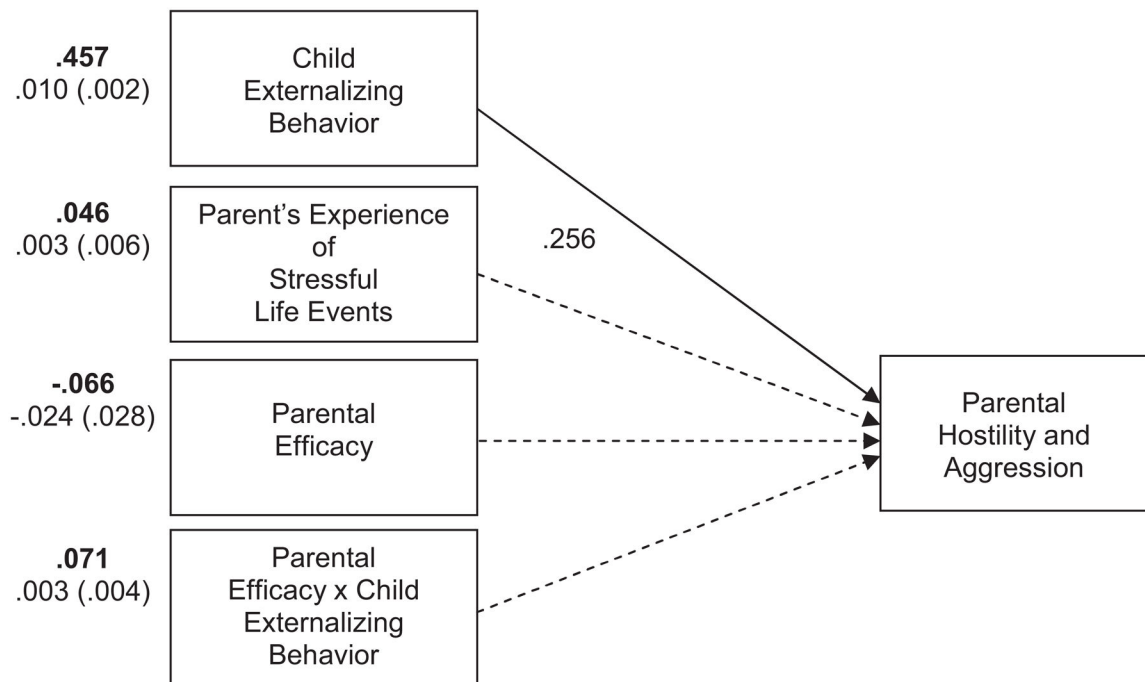 .457
.010 (.002)
Child
Externalizing
Behavior
.046
.003 (.006)
Parent’s Experience
of
Stressful
Life Events
.256
-.066
-.024 (.028)
Parental
Efficacy
Parental
Hostility and
Aggression
.071
.003 (.004)
Parental
Efficacy x Child
Externalizing
Behavior